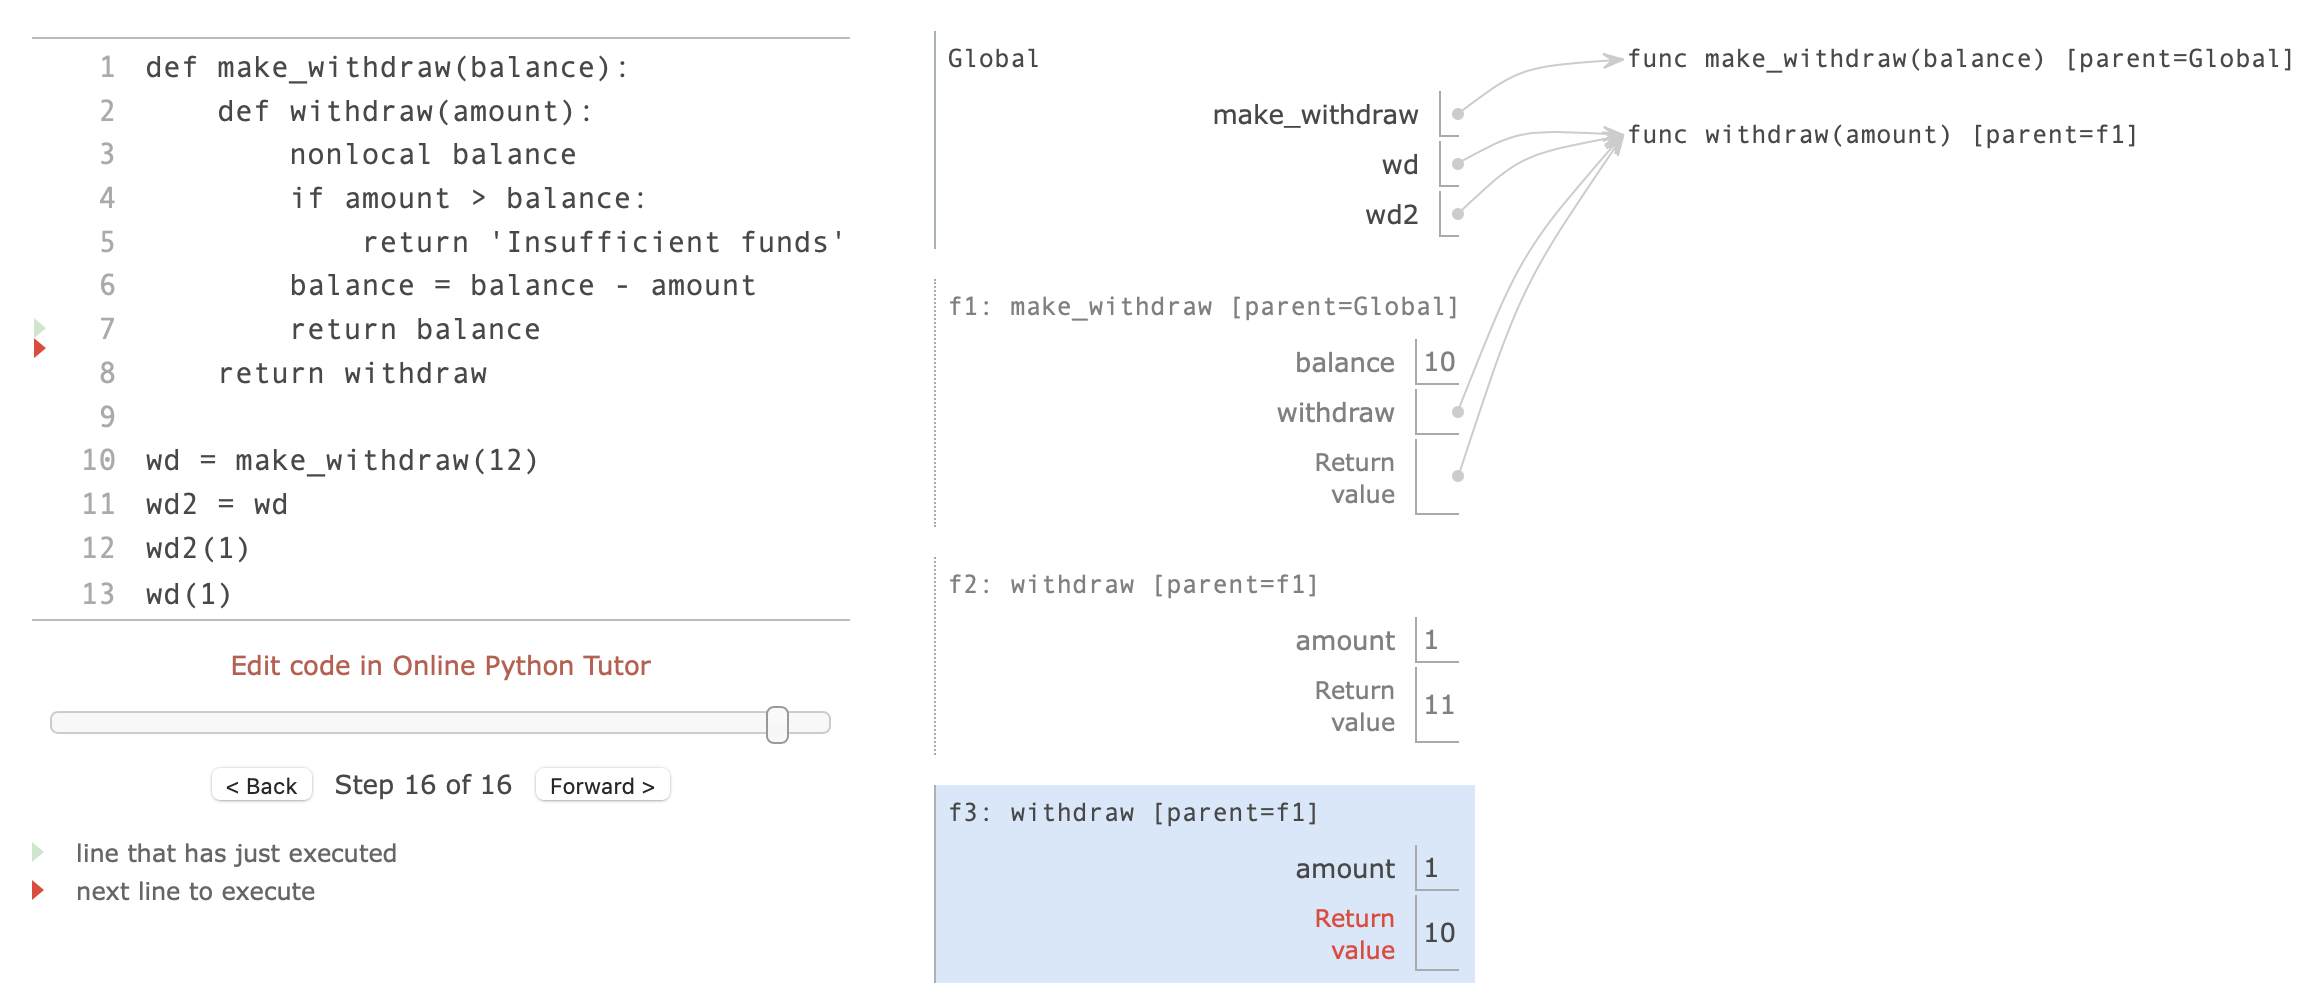 1 def make_withdraw(balance):
2     def withdraw(amount):
3         nonlocal balance
4         if amount > balance:
5             return 'Insufficient funds'
6         balance = balance - amount
7         return balance
8     return withdraw
9
10 wd = make_withdraw(12)
11 wd2 = wd
12 wd2(1)
13 wd(1)
Edit code in Online Python Tutor
< Back Step 16 of 16 Forward >
line that has just executed
next line to execute
Global
make_withdraw
wd
wd2
func make_withdraw(balance) [parent=Global]
func withdraw(amount) [parent=f1]
f1: make_withdraw [parent=Global]
balance 10
withdraw
Return
value
f2: withdraw [parent=f1]
amount 1
Return
value 11
f3: withdraw [parent=f1]
amount 1
Return
value 10